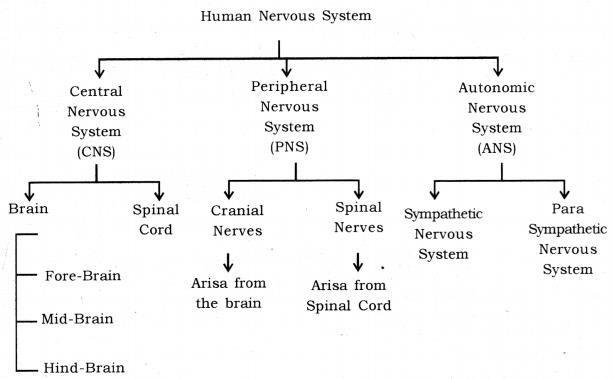 Human Nervous System
Central
Nervous
System
(CNS)
Peripheral
Nervous
System
(PNS)
Autonomic
Nervous
System
(ANS)
Brain
Spinal
Cord
Cranial
Nerves
Spinal
Nerves
Sympathetic
Nervous
System
Para
Sympathetic
Nervous
System
Fore-Brain
Mid-Brain
Hind-Brain
Arisa from
the brain
Arisa from
Spinal Cord